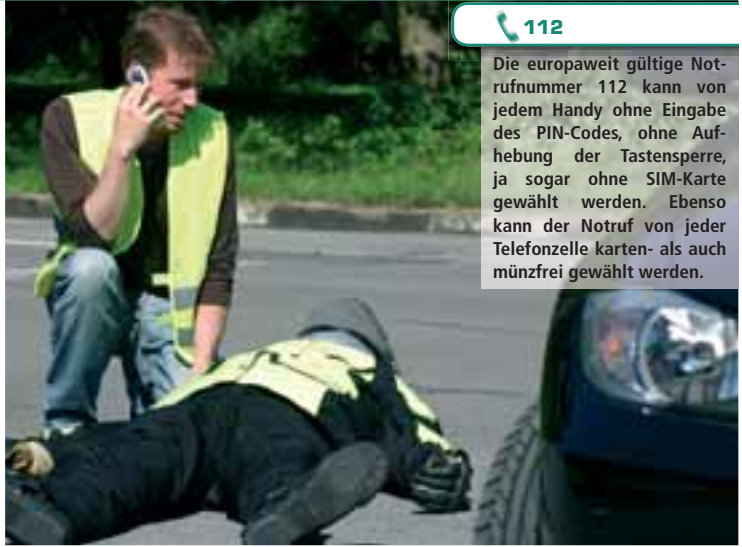 112
Die europaweit gültige Not-
rufnummer 112 kann von
jedem Handy ohne Eingabe
des PIN-Codes, ohne Auf-
hebung der Tastensperre,
ja sogar ohne SIM-Karte
gewählt werden. Ebenso
kann der Notruf von jeder
Telefonzelle karten- als auch
münzfrei gewählt werden.